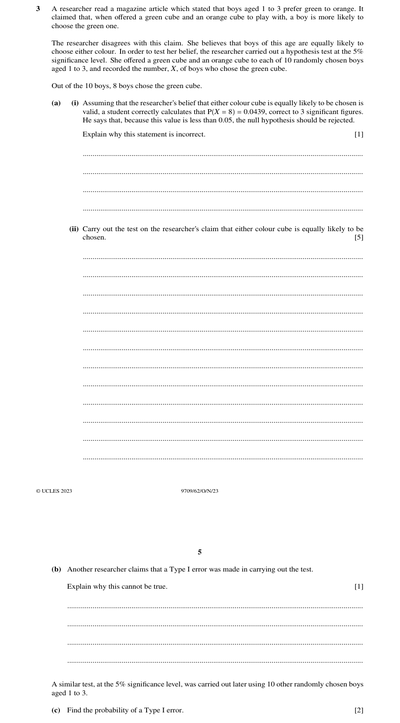 3 A researcher read a magazine article which stated that boys aged 1 to 3 prefer green to orange. It
claimed that, when offered a green cube and an orange cube to play with, a boy is more likely to
choose the green one.
The researcher disagrees with this claim. She believes that boys of this age are equally likely to
choose either colour. In order to test her belief, the researcher carried out a hypothesis test at the 5%
significance level. She offered a green cube and an orange cube to each of 10 randomly chosen boys
aged 1 to 3, and recorded the number, X, of boys who chose the green cube.
Out of the 10 boys, 8 boys chose the green cube.
(a) (i) Assuming that the researcher's belief that either colour cube is equally likely to be chosen is
valid, a student correctly calculates that P(X = 8) = 0.0439, correct to 3 significant figures.
He says that, because this value is less than 0.05, the null hypothesis should be rejected.
Explain why this statement is incorrect. [1]
(ii) Carry out the test on the researcher's claim that either colour cube is equally likely to be
chosen. [5]
© UCLES 2023 9709/62/O/N/23
5
(b) Another researcher claims that a Type I error was made in carrying out the test.
Explain why this cannot be true. [1]
A similar test, at the 5% significance level, was carried out later using 10 other randomly chosen boys
aged 1 to 3.
(c) Find the probability of a Type I error. [2]